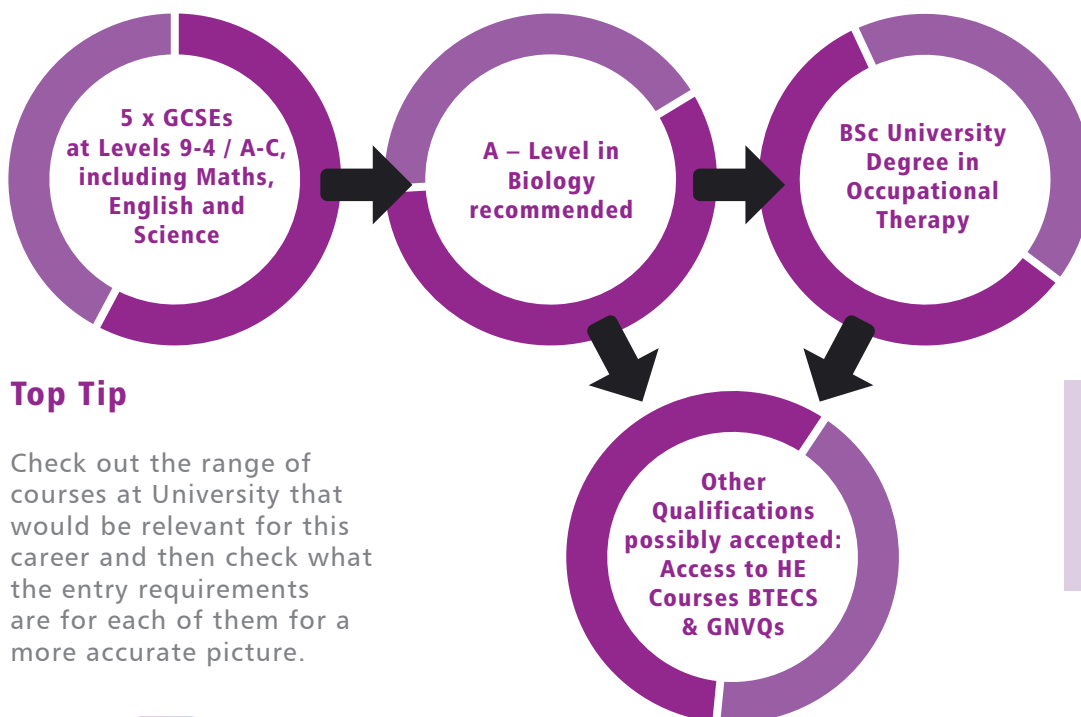 5 x GCSEs
at Levels 9-4 / A-C,
including Maths,
English and
Science
A – Level in
Biology
recommended
BSc University
Degree in
Occupational
Therapy
Other
Qualifications
possibly accepted:
Access to HE
Courses BTECS
& GNVQs
Top Tip
Check out the range of
courses at University that
would be relevant for this
career and then check what
the entry requirements
are for each of them for a
more accurate picture.